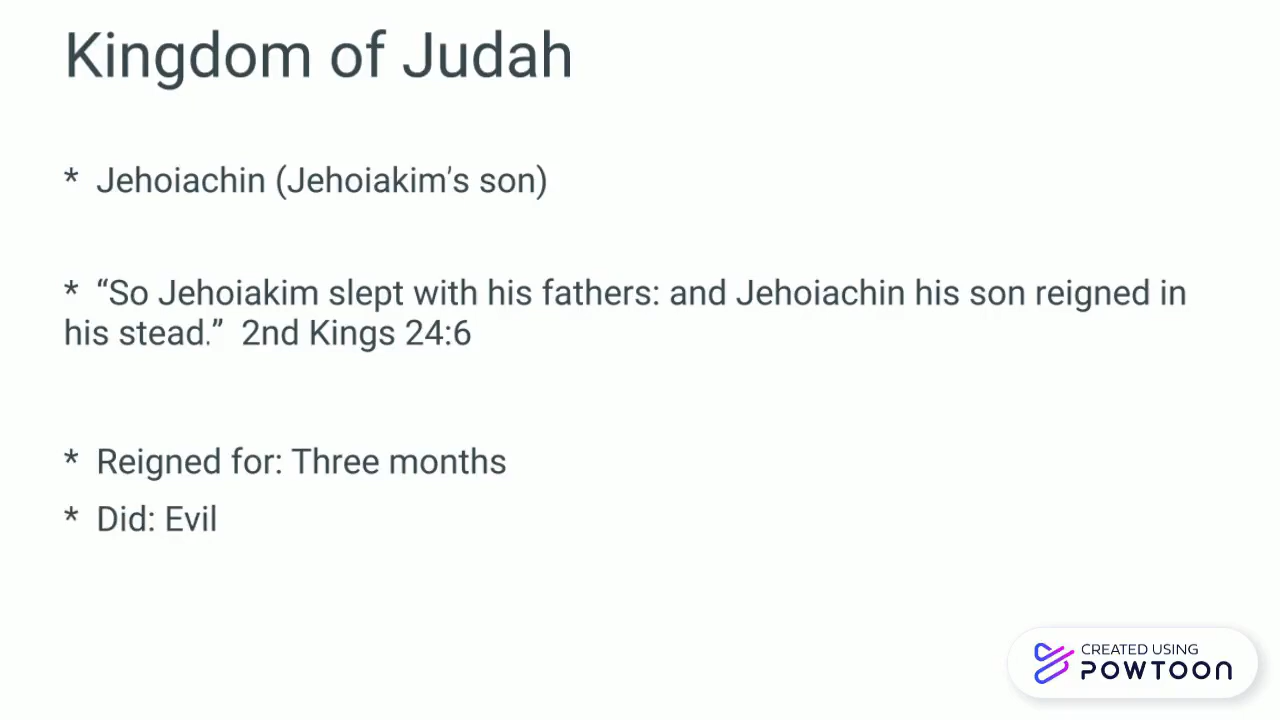 Kingdom of Judah
* Jehoiachin (Jehoiakim's son)
* “So Jehoiakim slept with his fathers: and Jehoiachin his son reigned in
his stead.” 2nd Kings 24:6
* Reigned for: Three months
* Did: Evil
CREATED USING
POWTOON